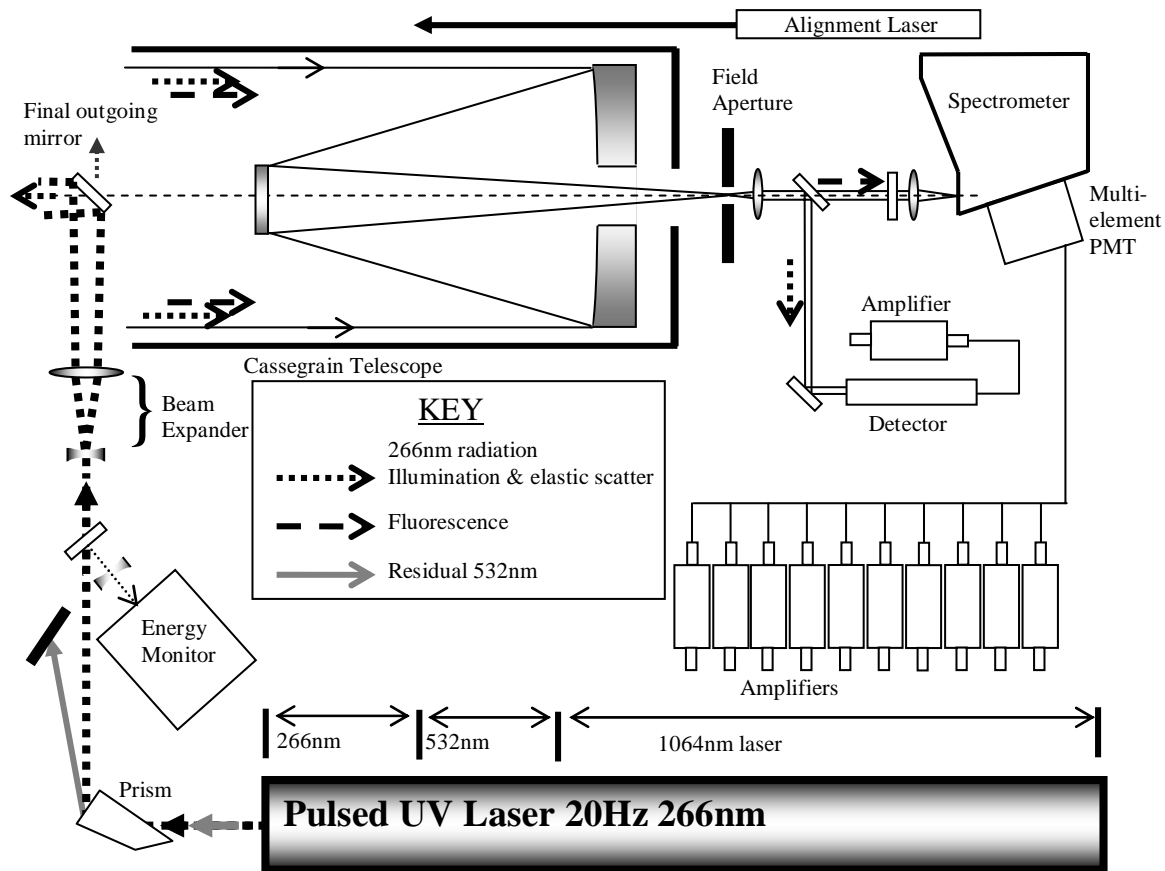 Alignment Laser
Final outgoing
mirror
Field
Aperture
Spectrometer
Multi-
element
PMT
Amplifier
Detector
Cassegrain Telescope
Beam
Expander
KEY
266nm radiation
Illumination & elastic scatter
Fluorescence
Residual 532nm
Energy
Monitor
Amplifiers
266nm
532nm
1064nm laser
Prism
Pulsed UV Laser 20Hz 266nm